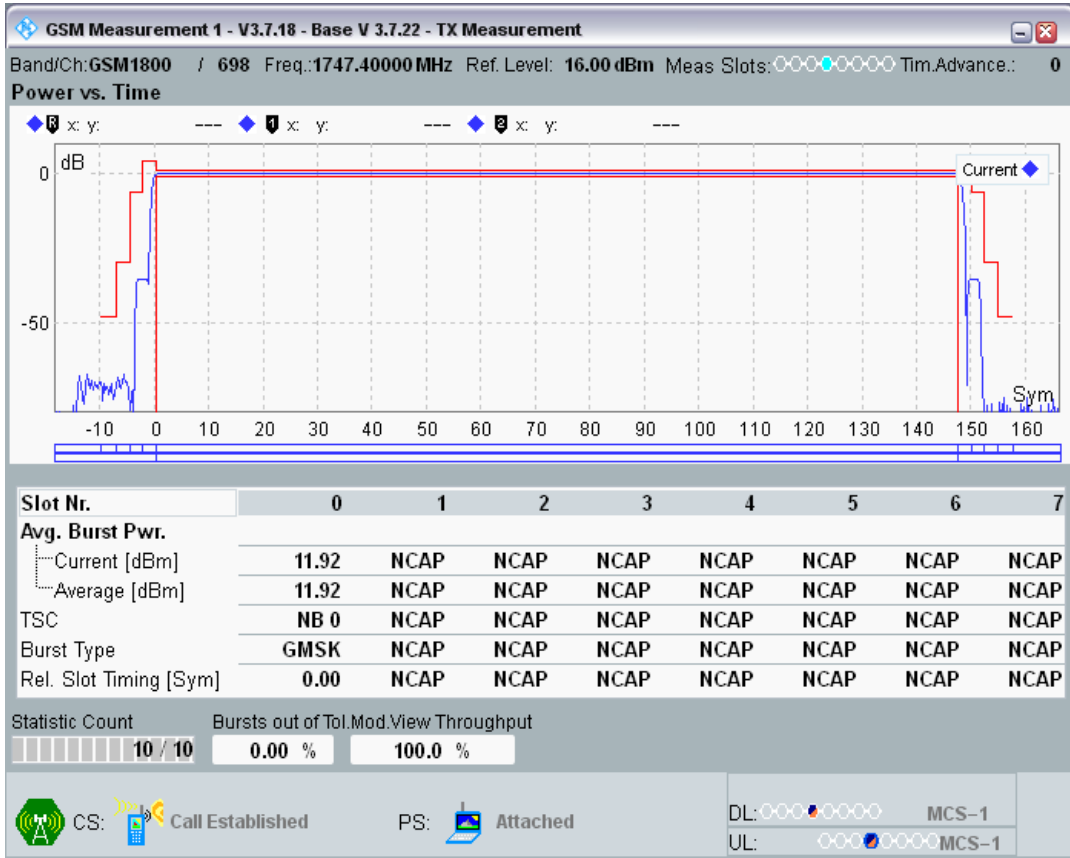 GSM Measurement 1 - V3.7.18 - Base V 3.7.22 - TX Measurement
Band/Ch:GSM1800 / 698 Freq.:1747.40000 MHz Ref. Level: 16.00 dBm Meas Slots: Tim.Advance.: 0
Power vs. Time
R x: y: --- 1 x: y: --- 2 x: y: ---
dB
Current
0
-50
Sym
-10 0 10 20 30 40 50 60 70 80 90 100 110 120 130 140 150 160
Slot Nr. 0 1 2 3 4 5 6 7
Avg. Burst Pwr.
Current [dBm] 11.92 NCAP NCAP NCAP NCAP NCAP NCAP NCAP
Average [dBm] 11.92 NCAP NCAP NCAP NCAP NCAP NCAP NCAP
TSC NB 0 NCAP NCAP NCAP NCAP NCAP NCAP NCAP
Burst Type GMSK NCAP NCAP NCAP NCAP NCAP NCAP NCAP
Rel. Slot Timing [Sym] 0.00 NCAP NCAP NCAP NCAP NCAP NCAP NCAP
Statistic Count Bursts out of Tol. Mod.View Throughput
10 / 10 0.00 % 100.0 %
CS: Call Established PS: Attached
DL: MCS-1
UL: MCS-1